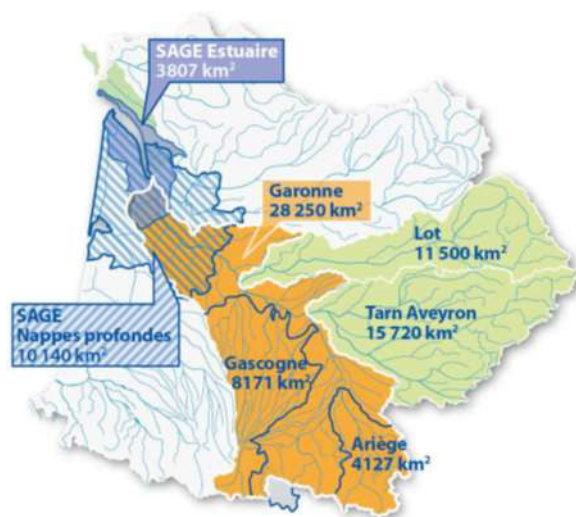 SAGE Estuaire
3807 km²
Garonne
28 250 km²
Lot
11 500 km²
SAGE
Nappes profondes
10 140 km²
Tarn Aveyron
15 720 km²
Gascogne
8171 km²
Ariège
4127 km²